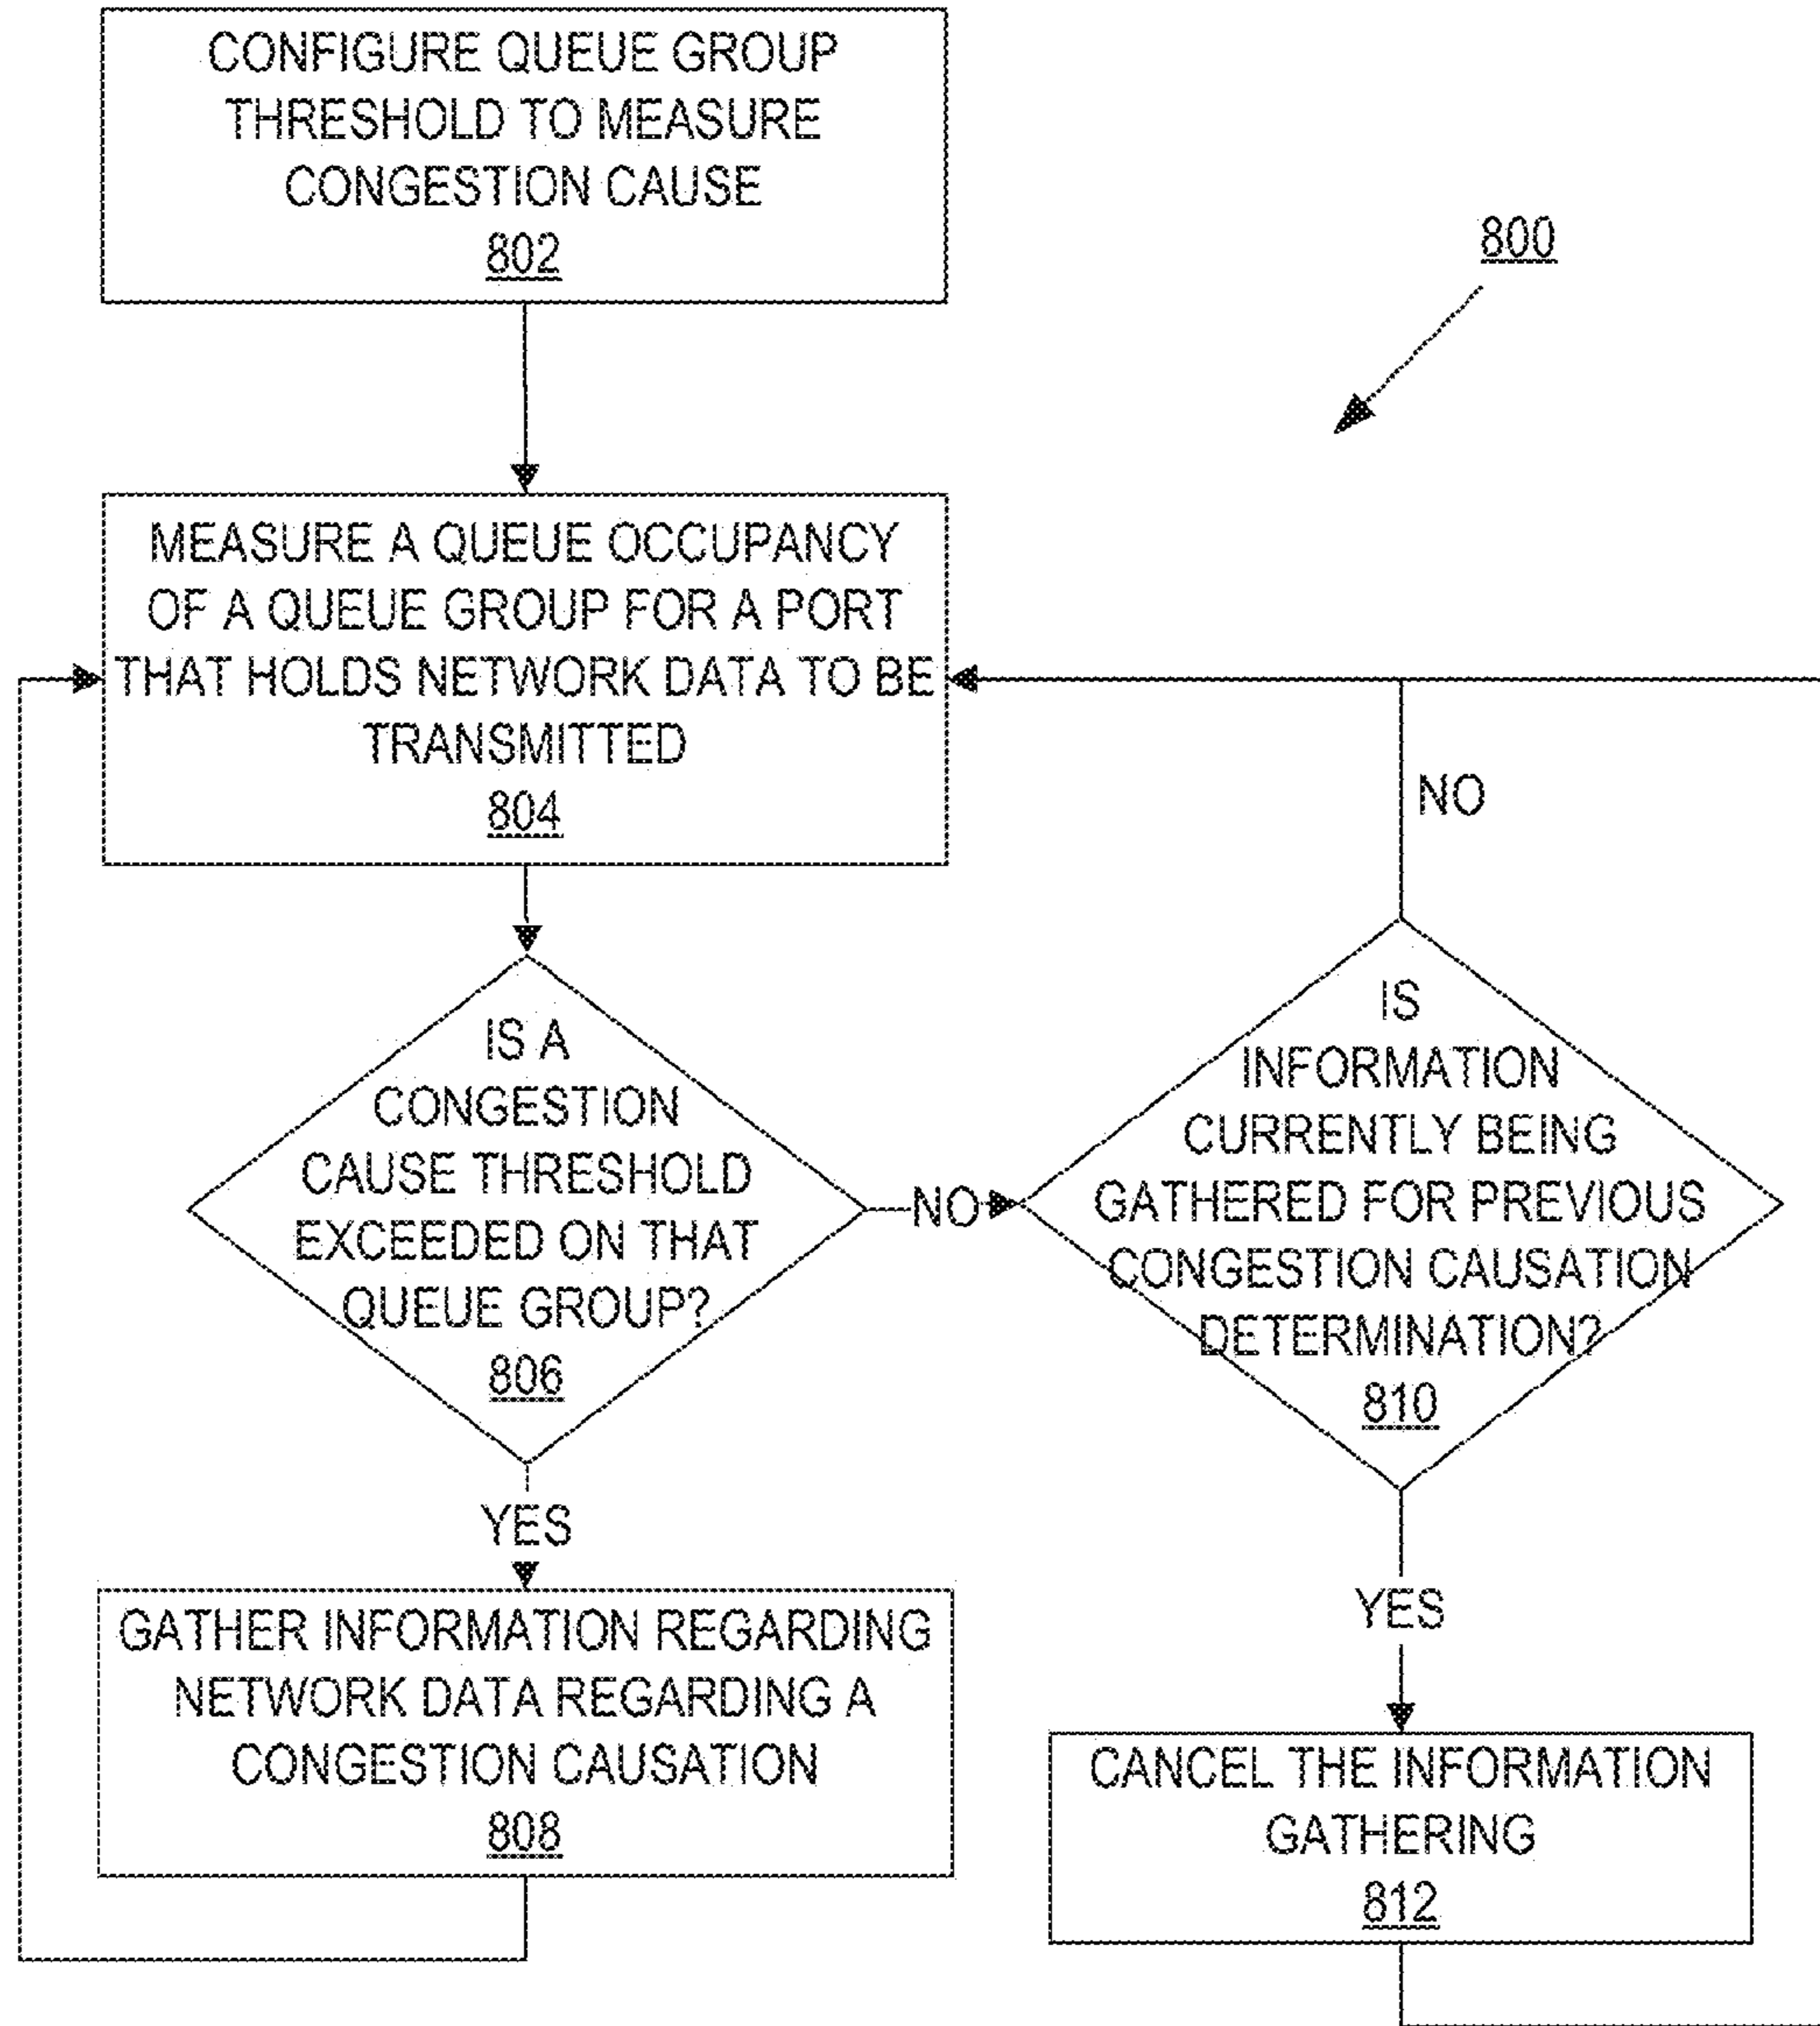 CONFIGURE QUEUE GROUP
THRESHOLD TO MEASURE
CONGESTION CAUSE
802
800
MEASURE A QUEUE OCCUPANCY
OF A QUEUE GROUP FOR A PORT
THAT HOLDS NETWORK DATA TO BE
TRANSMITTED
804
NO
IS A
CONGESTION
CAUSE THRESHOLD
EXCEEDED ON THAT
QUEUE GROUP?
806
NO
IS
INFORMATION
CURRENTLY BEING
GATHERED FOR PREVIOUS
CONGESTION CAUSATION
DETERMINATION?
810
YES
GATHER INFORMATION REGARDING
NETWORK DATA REGARDING A
CONGESTION CAUSATION
808
YES
CANCEL THE INFORMATION
GATHERING
812